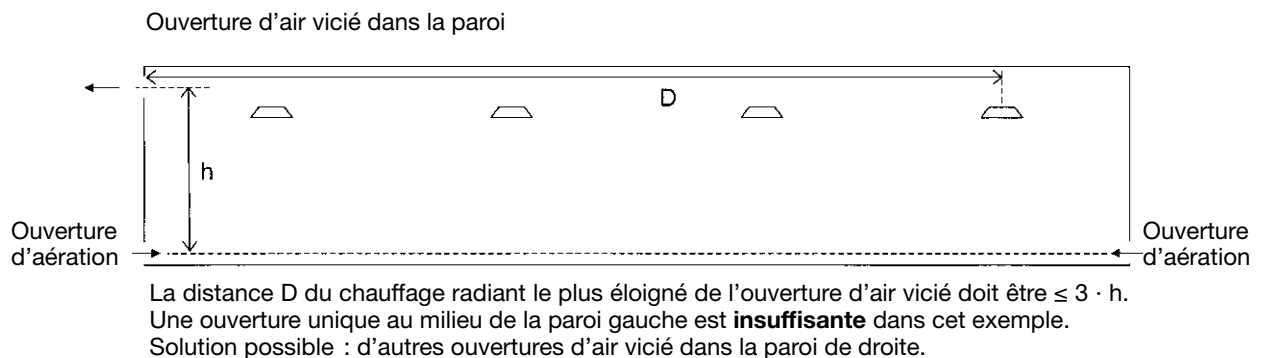 Ouverture d’air vicié dans la paroi
D
h
Ouverture
d’aération
Ouverture
d’aération
La distance D du chauffage radiant le plus éloigné de l’ouverture d’air vicié doit être ≤ 3 · h.
Une ouverture unique au milieu de la paroi gauche est insuffisante dans cet exemple.
Solution possible : d’autres ouvertures d’air vicié dans la paroi de droite.